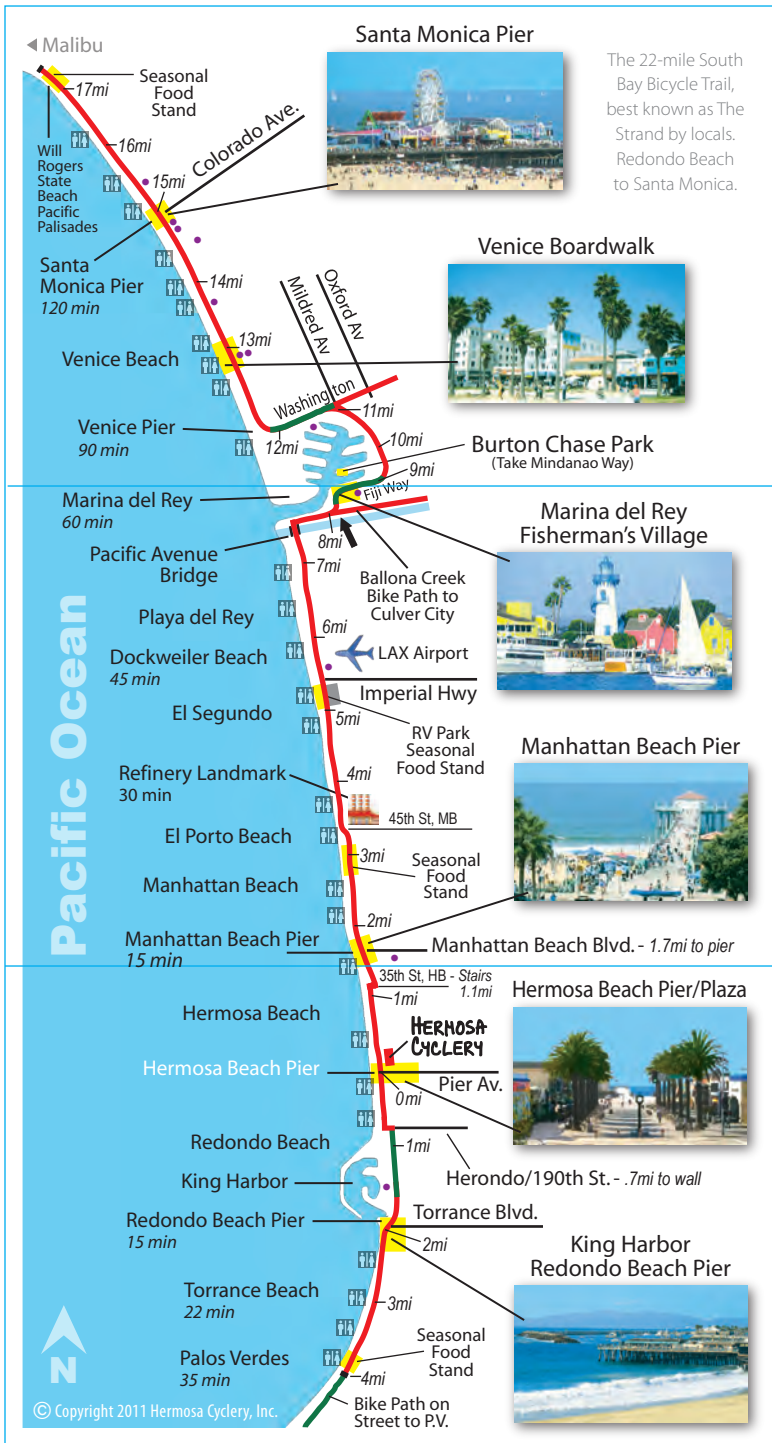 Malibu
Santa Monica Pier
The 22-mile South
Bay Bicycle Trail,
best known as The
Strand by locals.
Redondo Beach
to Santa Monica.
Seasonal
Food
Stand
17mi
Will
Rogers
State
Beach
Pacific
Palisades
16mi
Colorado Ave.
15mi
Santa
Monica Pier
120 min
14mi
Venice Boardwalk
Mildred Av
Oxford Av
13mi
Venice Beach
Washington
11mi
Venice Pier
90 min
12mi
10mi
Burton Chase Park
(Take Mindanao Way)
9mi
Marina del Rey
60 min
Fiji Way
Marina del Rey
Fisherman's Village
8mi
Pacific Avenue
Bridge
7mi
Ballona Creek
Bike Path to
Culver City
Playa del Rey
6mi
Dockweiler Beach
45 min
LAX Airport
Imperial Hwy
El Segundo
5mi
RV Park
Seasonal
Food Stand
Manhattan Beach Pier
Refinery Landmark
30 min
4mi
45th St, MB
El Porto Beach
3mi
Seasonal
Food
Stand
Manhattan Beach
2mi
Manhattan Beach Pier
15 min
Manhattan Beach Blvd. - 1.7mi to pier
Pacific Ocean
35th St, HB - Stairs
1.1mi
1mi
Hermosa Beach Pier/Plaza
Hermosa Beach
HERMOSA
CYCLERY
Hermosa Beach Pier
Pier Av.
0mi
Redondo Beach
1mi
Herondo/190th St. - .7mi to wall
King Harbor
Torrance Blvd.
Redondo Beach Pier
15 min
2mi
King Harbor
Redondo Beach Pier
Torrance Beach
22 min
3mi
Seasonal
Food
Stand
Palos Verdes
35 min
4mi
N
Bike Path on
Street to P.V.
© Copyright 2011 Hermosa Cyclery, Inc.